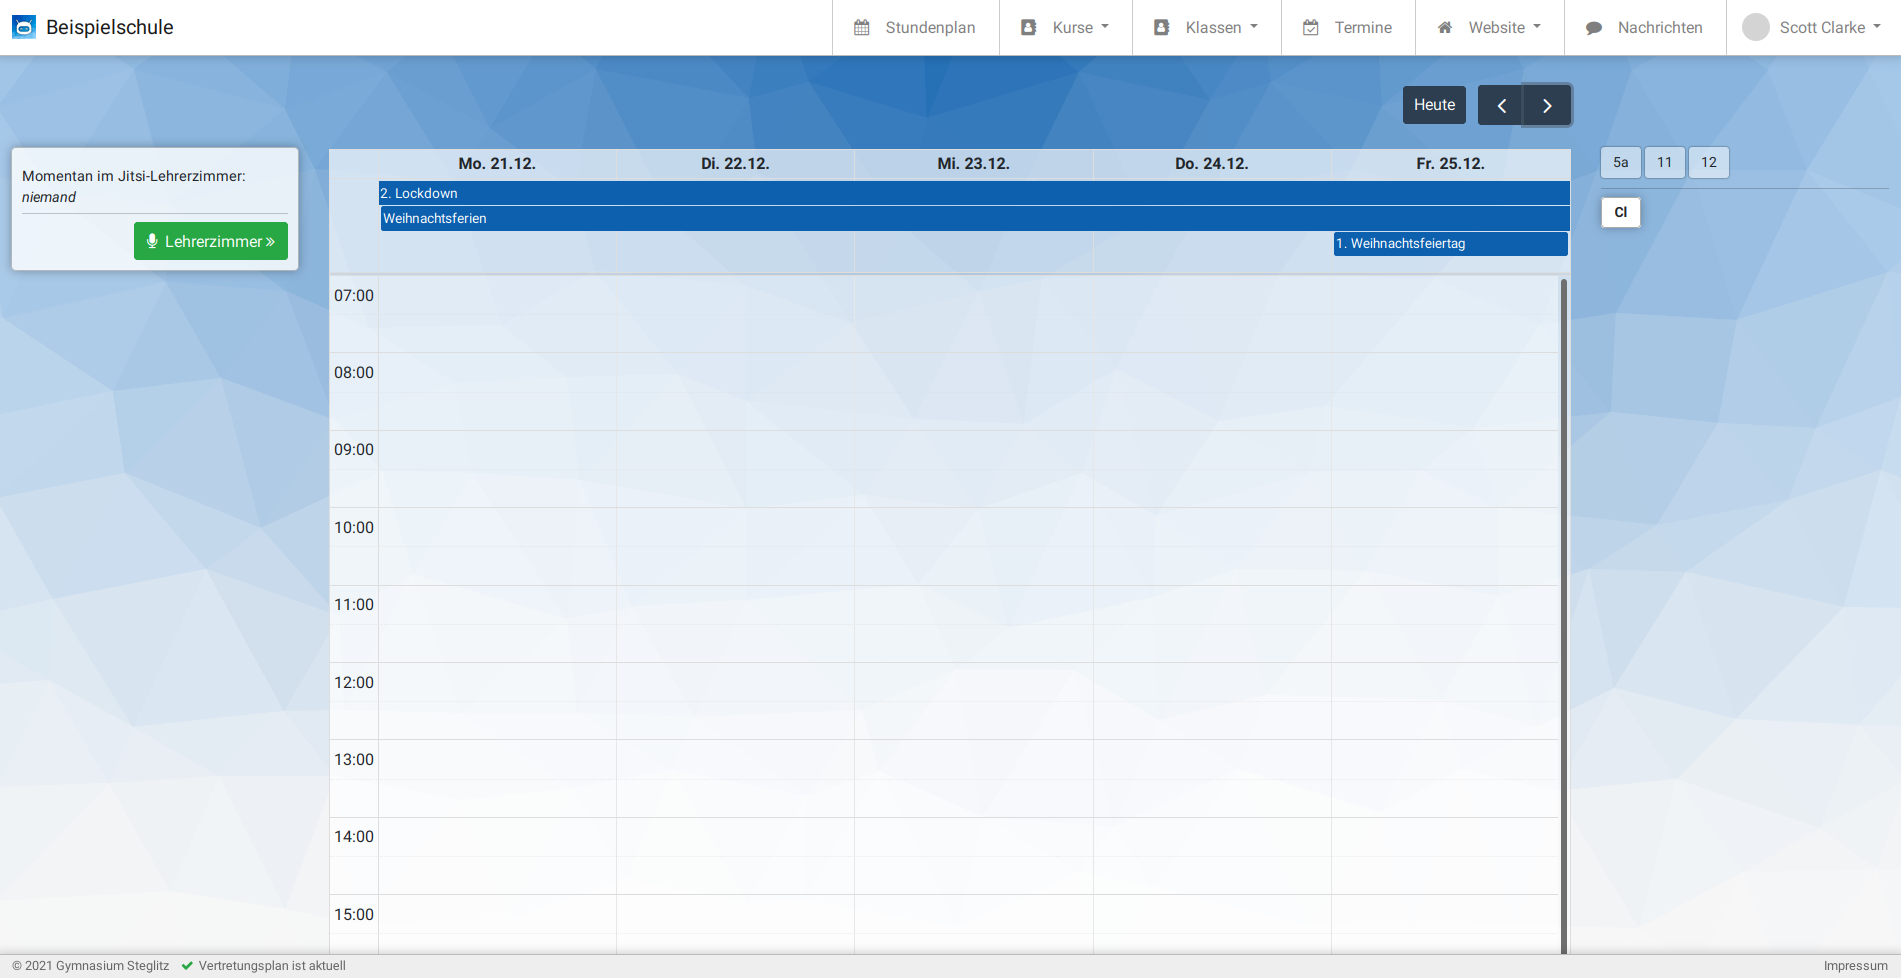 Beispielschule
Stundenplan
Kurse
Klassen
Termine
Website
Nachrichten
Scott Clarke
Heute
Momentan im Jitsi-Lehrerzimmer:
niemand
Lehrerzimmer
Mo. 21.12.
Di. 22.12.
Mi. 23.12.
Do. 24.12.
Fr. 25.12.
2. Lockdown
Weihnachtsferien
1. Weihnachtsfeiertag
07:00
08:00
09:00
10:00
11:00
12:00
13:00
14:00
15:00
5a
11
12
Cl
© 2021 Gymnasium Steglitz
Vertretungsplan ist aktuell
Impressum